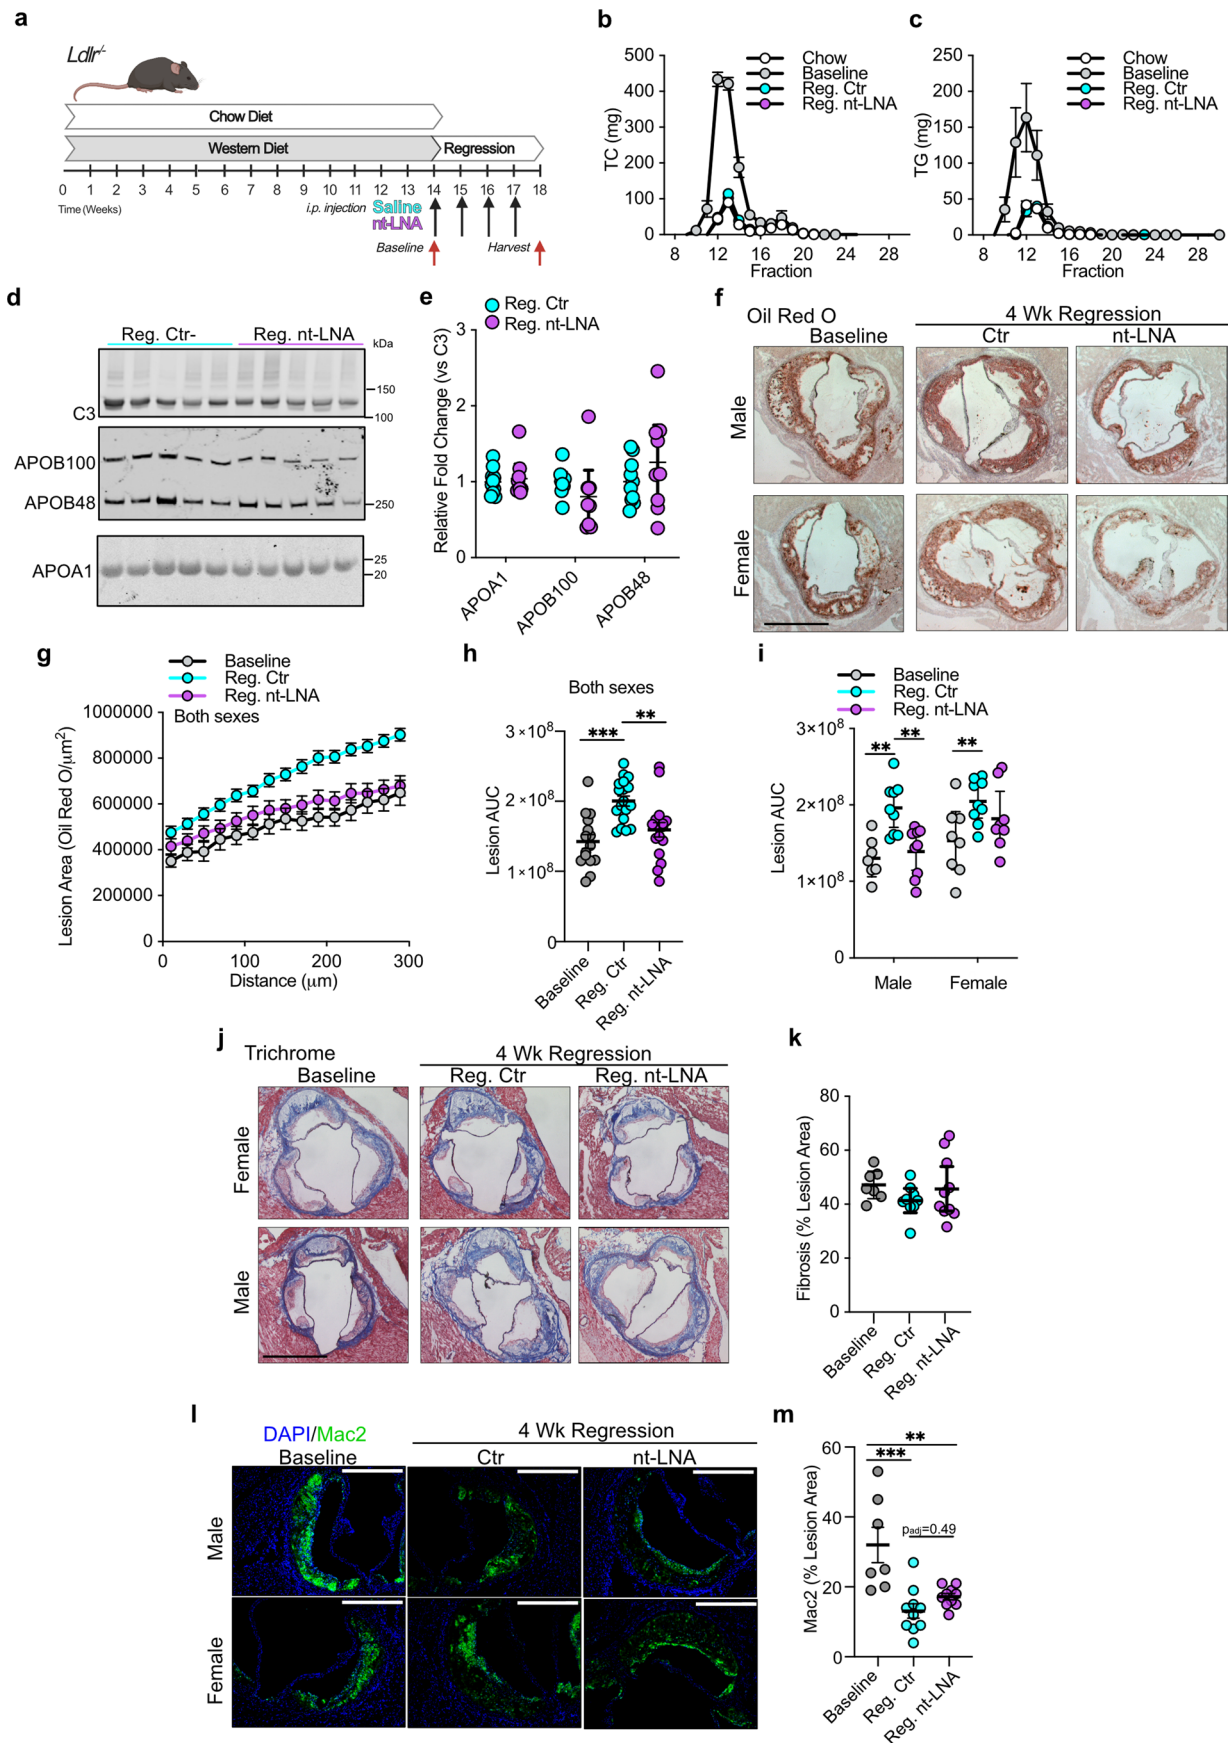 a
Ldlr-/-
Chow Diet
Western Diet
Regression
0 1 2 3 4 5 6 7 8 9 10 11 12 13 14 15 16 17 18
Time (Weeks)
i.p. injection
Saline
nt-LNA
Baseline
Harvest
b
TC (mg)
500
400
300
200
100
0
8 12 16 20 24 28
Fraction
Chow
Baseline
Reg. Ctr
Reg. nt-LNA
c
TG (mg)
250
200
150
100
50
0
8 12 16 20 24 28
Fraction
Chow
Baseline
Reg. Ctr
Reg. nt-LNA
d
Reg. Ctr-
Reg. nt-LNA
kDa
C3
150
100
APOB100
APOB48
250
APOA1
25
20
e
Reg. Ctr
Reg. nt-LNA
Relative Fold Change (vs C3)
3
2
1
0
APOA1
APOB100
APOB48
f
Oil Red O
4 Wk Regression
Baseline
Ctr
nt-LNA
Male
Female
g
Baseline
Reg. Ctr
Reg. nt-LNA
Both sexes
Lesion Area (Oil Red O/μm2)
1000000
800000
600000
400000
200000
0
0 100 200 300
Distance (μm)
h
Both sexes
Lesion AUC
3×10⁸
2×10⁸
1×10⁸
0
***
**
Baseline
Reg. Ctr
Reg. nt-LNA
i
Baseline
Reg. Ctr
Reg. nt-LNA
Lesion AUC
3×10⁸
2×10⁸
1×10⁸
0
**
**
**
Male
Female
j
Trichrome
4 Wk Regression
Baseline
Reg. Ctr
Reg. nt-LNA
Female
Male
k
Fibrosis (% Lesion Area)
80
60
40
20
0
Baseline
Reg. Ctr
Reg. nt-LNA
l
DAPI/Mac2
4 Wk Regression
Baseline
Ctr
nt-LNA
Male
Female
m
Mac2 (% Lesion Area)
60
40
20
0
**
***
padj=0.49
Baseline
Reg. Ctr
Reg. nt-LNA